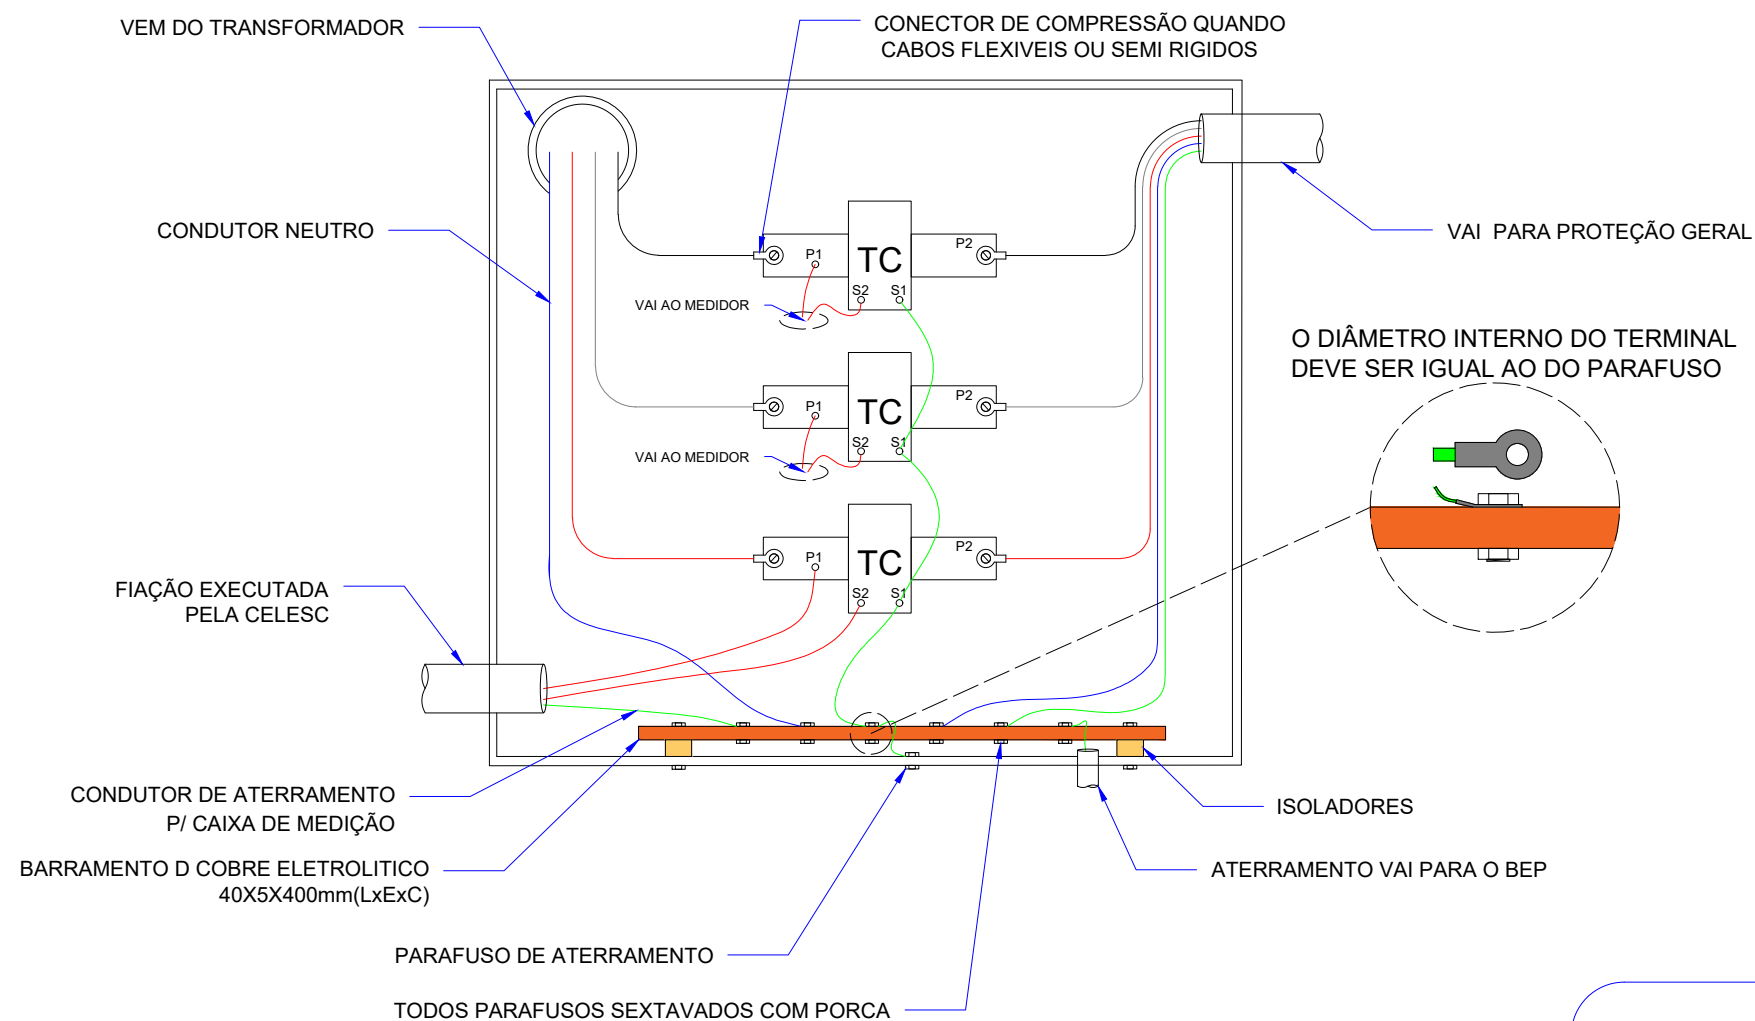 VEM DO TRANSFORMADOR
CONECTOR DE COMPRESSÃO QUANDO
CABOS FLEXIVEIS OU SEMI RIGIDOS
CONDUTOR NEUTRO
VAI PARA PROTEÇÃO GERAL
P1
TC
P2
S2
S1
VAI AO MEDIDOR
O DIÂMETRO INTERNO DO TERMINAL
DEVE SER IGUAL AO DO PARAFUSO
P1
TC
P2
S2
S1
VAI AO MEDIDOR
P1
TC
P2
S2
S1
FIAÇÃO EXECUTADA
PELA CELESC
CONDUTOR DE ATERRAMENTO
P/ CAIXA DE MEDIÇÃO
ISOLADORES
BARRAMENTO D COBRE ELETROLITICO
40X5X400mm(LxExC)
ATERRAMENTO VAI PARA O BEP
PARAFUSO DE ATERRAMENTO
TODOS PARAFUSOS SEXTAVADOS COM PORCA